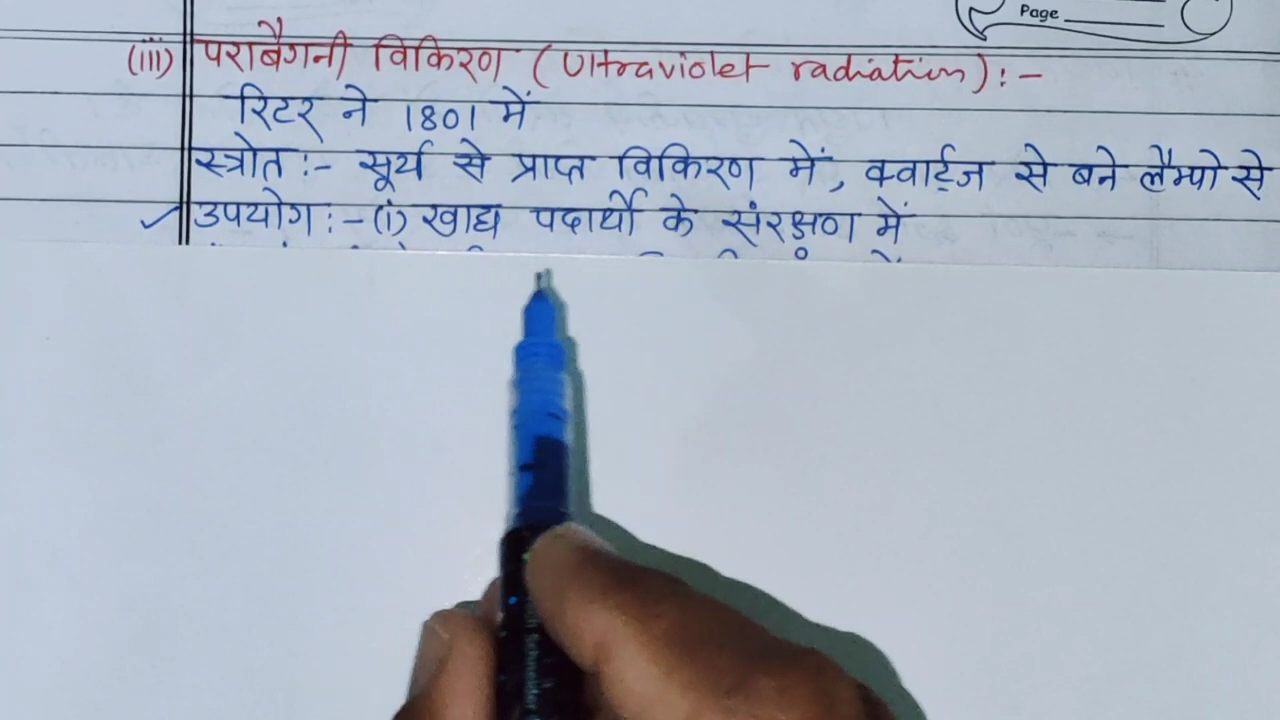 Page
(iii) पराबैगनी विकिरण (Ultraviolet radiation) :-
रिटर ने 1801 में
स्त्रोत :- सूर्य से प्राप्त विकिरण में, क्वार्ट्ज से बने लैम्पो से
उपयोग :- (i) खाद्य पदार्थो के संरक्षण में